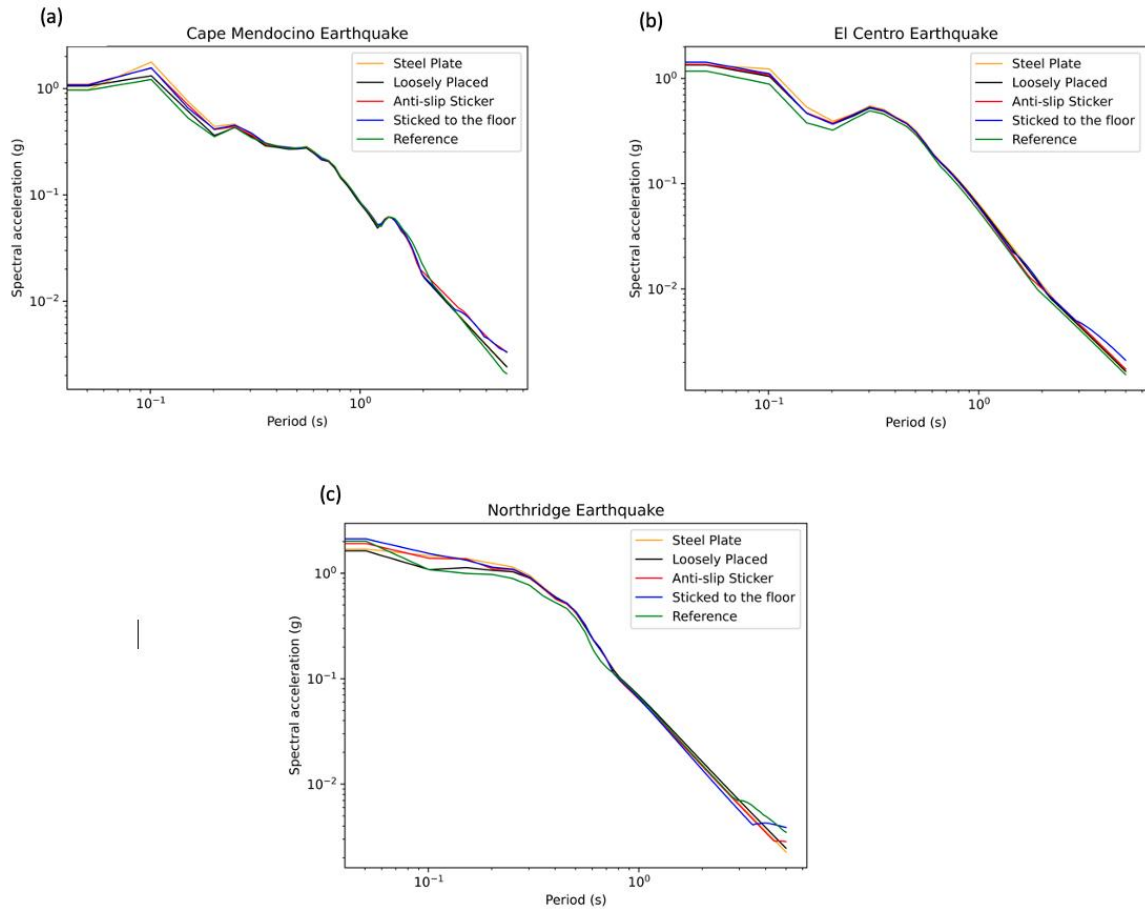 (a)
Cape Mendocino Earthquake
Steel Plate
Loosely Placed
Anti-slip Sticker
Sticked to the floor
Reference
Spectral acceleration (g)
10⁰
10⁻¹
10⁻²
10⁻¹
10⁰
Period (s)
(b)
El Centro Earthquake
Steel Plate
Loosely Placed
Anti-slip Sticker
Sticked to the floor
Reference
Spectral acceleration (g)
10⁰
10⁻¹
10⁻²
10⁻¹
10⁰
Period (s)
(c)
Northridge Earthquake
Steel Plate
Loosely Placed
Anti-slip Sticker
Sticked to the floor
Reference
Spectral acceleration (g)
10⁰
10⁻¹
10⁻²
10⁻¹
10⁰
Period (s)